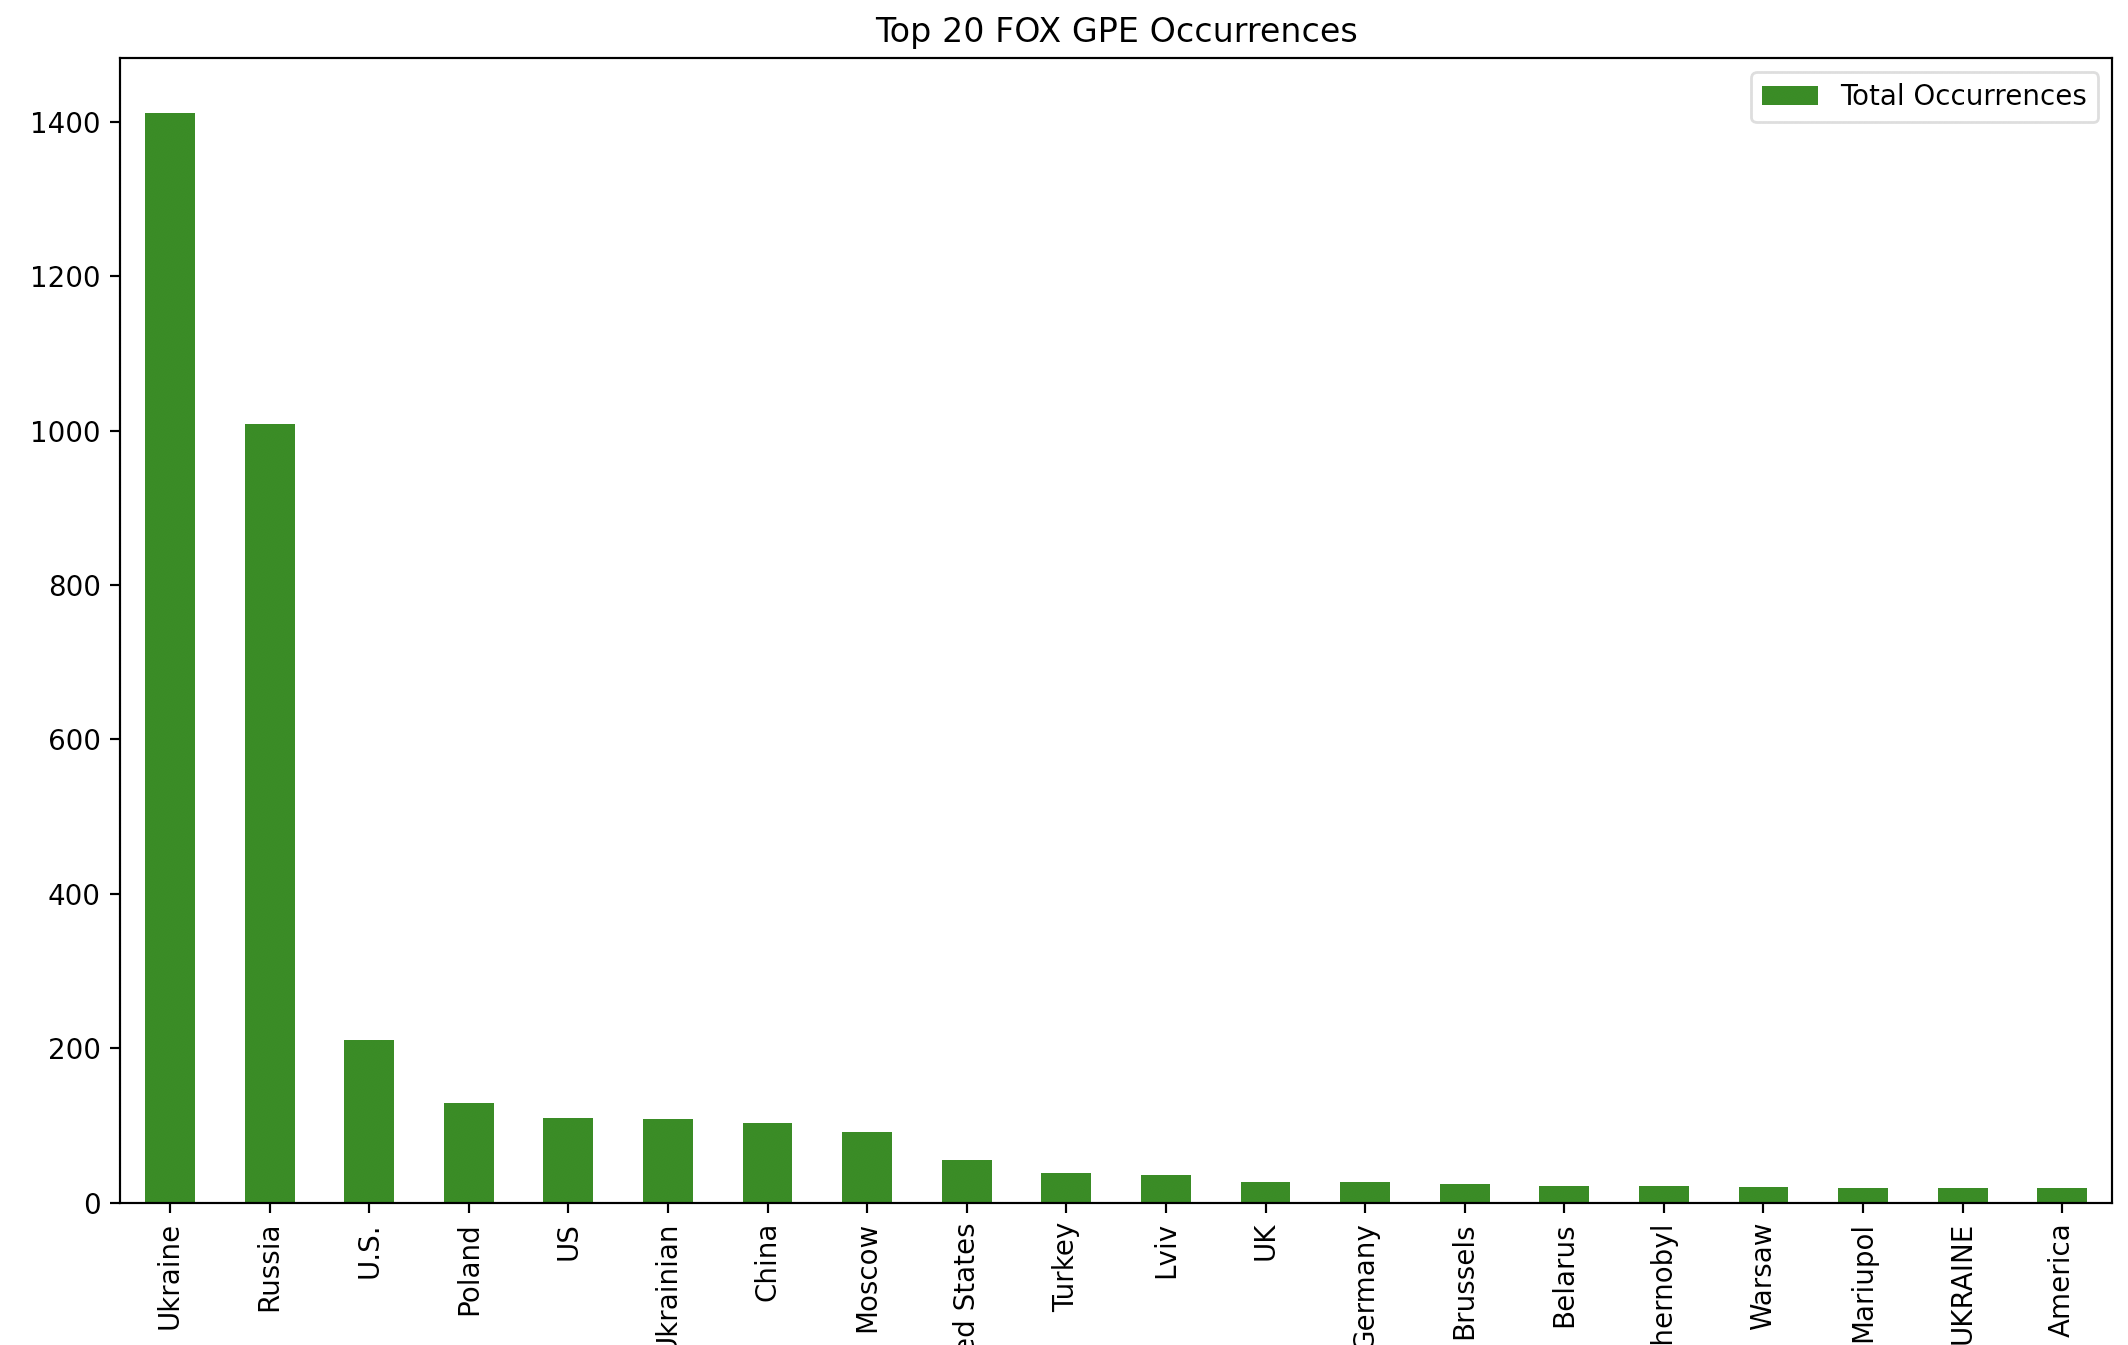 Top 20 FOX GPE Occurrences
Total Occurrences
1400
1200
1000
800
600
400
200
0
Ukraine
Russia
U.S.
Poland
US
Ukrainian
China
Moscow
ed States
Turkey
Lviv
UK
Germany
Brussels
Belarus
hernobyl
Warsaw
Mariupol
UKRAINE
America